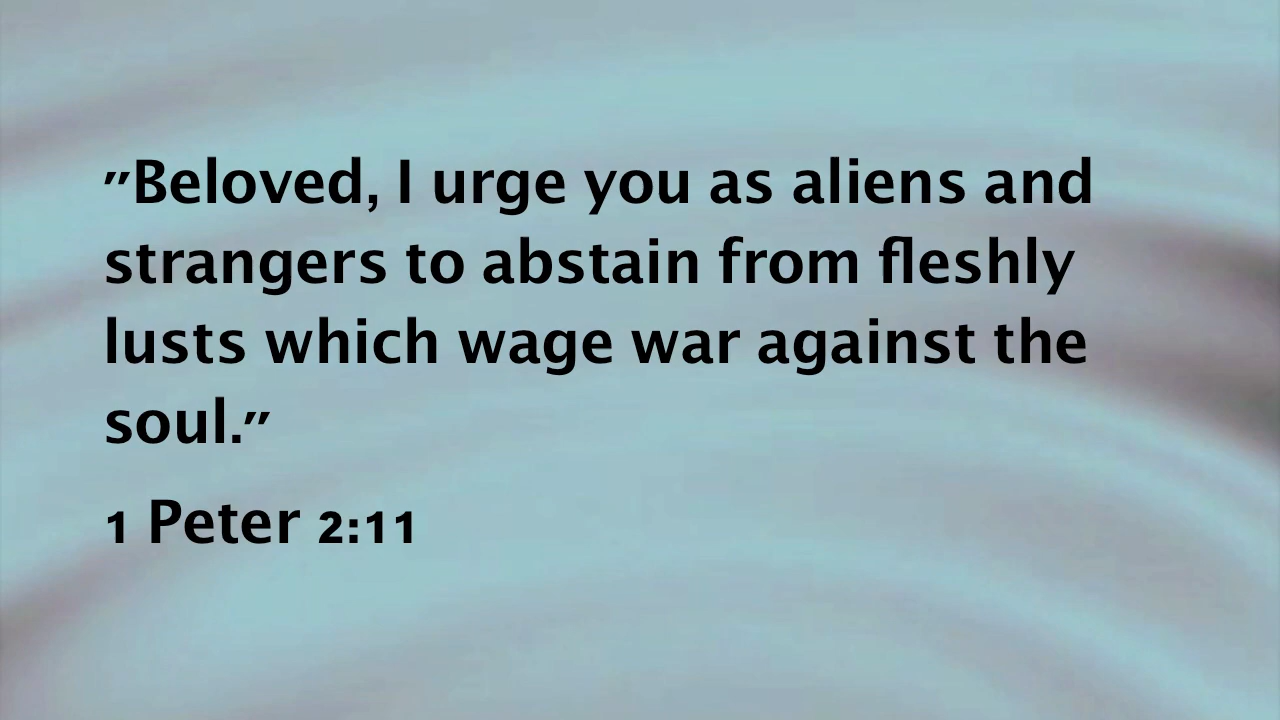 "Beloved, I urge you as aliens and
strangers to abstain from fleshly
lusts which wage war against the
soul."
1 Peter 2:11